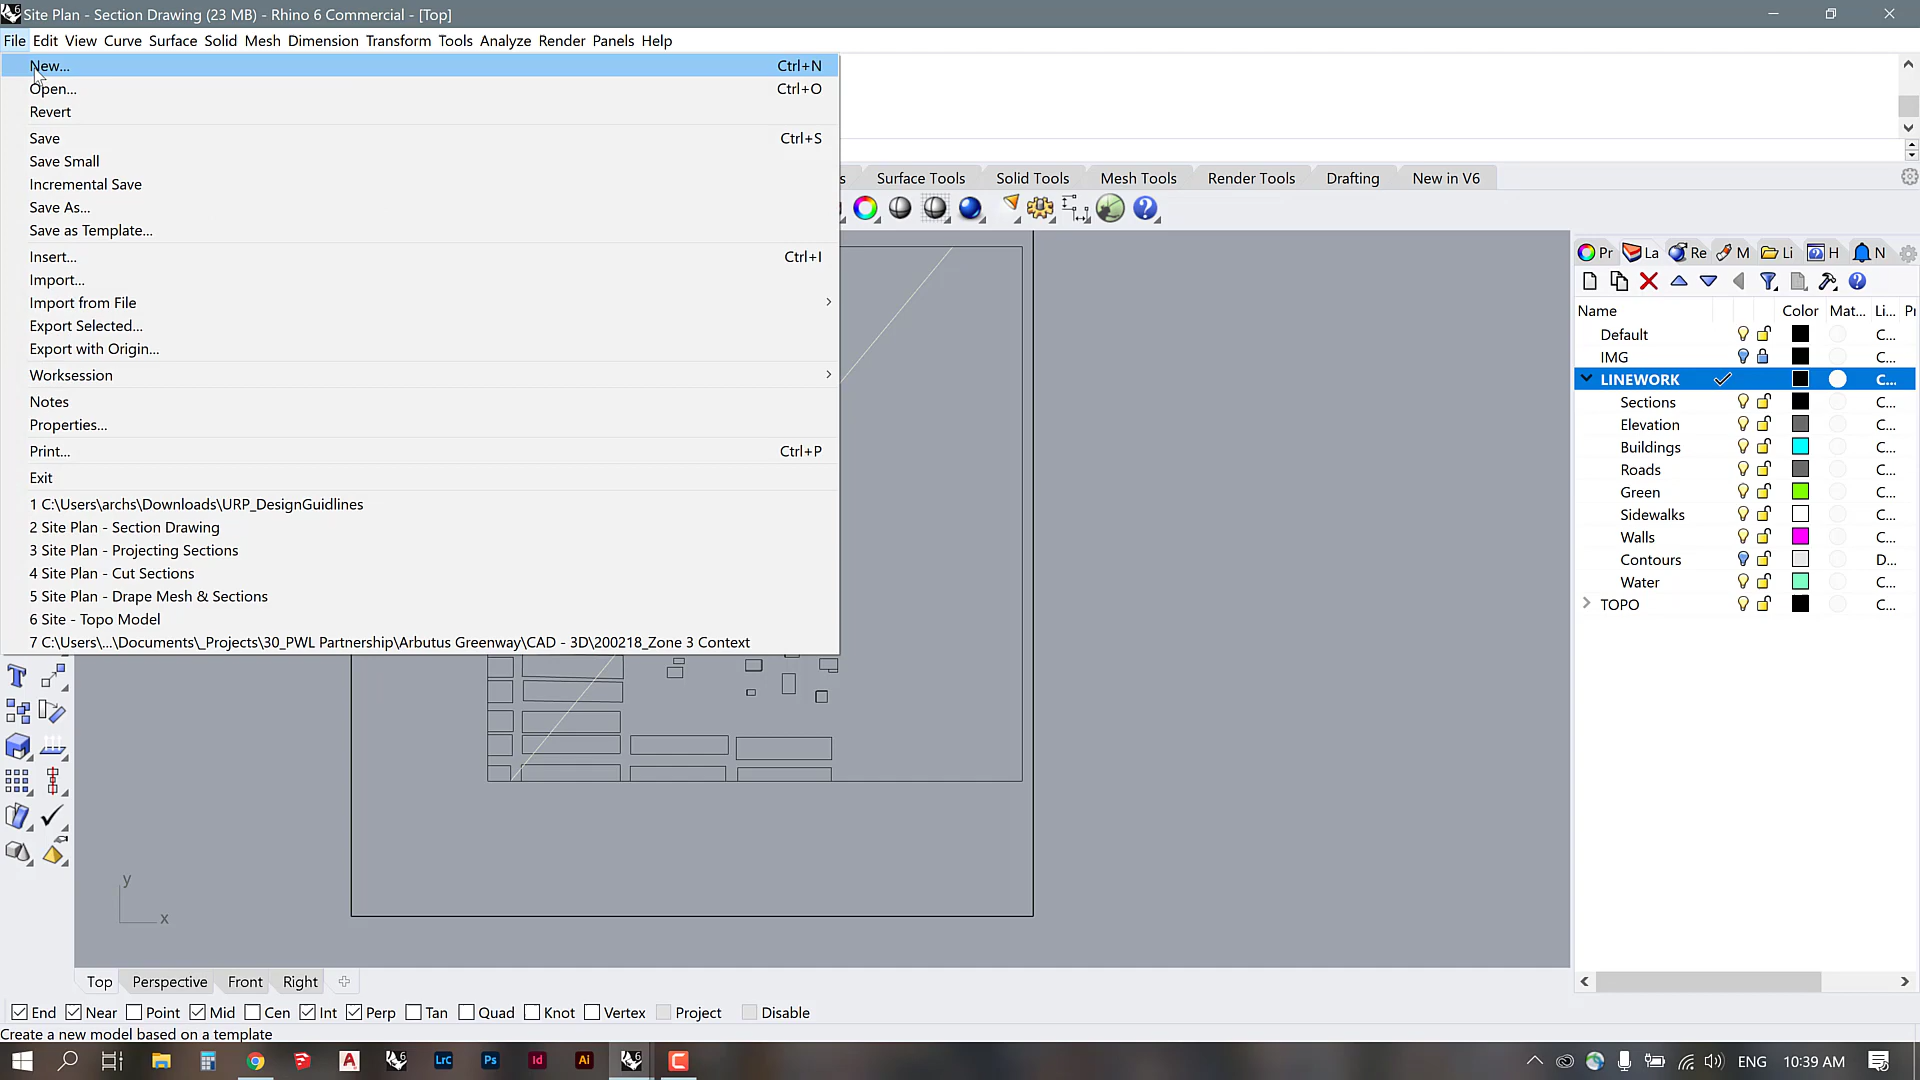 Site Plan - Section Drawing (23 MB) - Rhino 6 Commercial - [Top]
File Edit View Curve Surface Solid Mesh Dimension Transform Tools Analyze Render Panels Help
New... Ctrl+N
Open... Ctrl+O
Revert
Save Ctrl+S
Save Small
Incremental Save
Save As...
Save as Template...
Insert... Ctrl+I
Import...
Import from File
Export Selected...
Export with Origin...
Worksession
Notes
Properties...
Print... Ctrl+P
Exit
1 C:\Users\archs\Downloads\URP_DesignGuidlines
2 Site Plan - Section Drawing
3 Site Plan - Projecting Sections
4 Site Plan - Cut Sections
5 Site Plan - Drape Mesh & Sections
6 Site - Topo Model
7 C:\Users\...\Documents\_Projects\30_PWL Partnership\Arbutus Greenway\CAD - 3D\200218_Zone 3 Context
s Surface Tools Solid Tools Mesh Tools Render Tools Drafting New in V6
Pr La Re M Li H N
Name Color Mat... Li... Pr
Default C...
IMG C...
LINEWORK C...
Sections C...
Elevation C...
Buildings C...
Roads C...
Green C...
Sidewalks C...
Walls C...
Contours D...
Water C...
TOPO C...
y
x
Top Perspective Front Right
End Near Point Mid Cen Int Perp Tan Quad Knot Vertex Project Disable
Create a new model based on a template
A 6 LrC Ps Id Ai 6 C ENG 10:39 AM